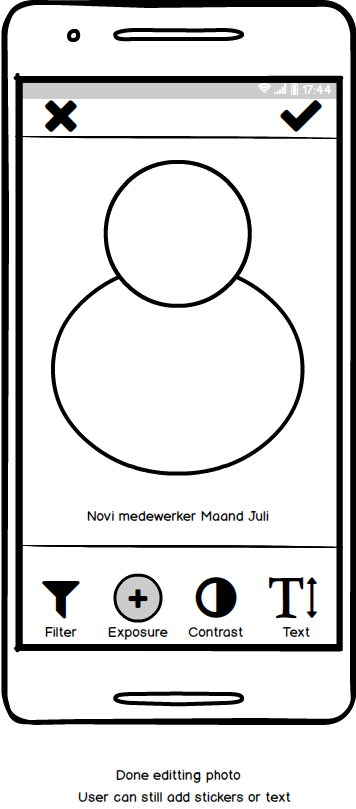 17:44
Novi medewerker Maand Juli
Filter
Exposure
Contrast
Text
Done editting photo
User can still add stickers or text